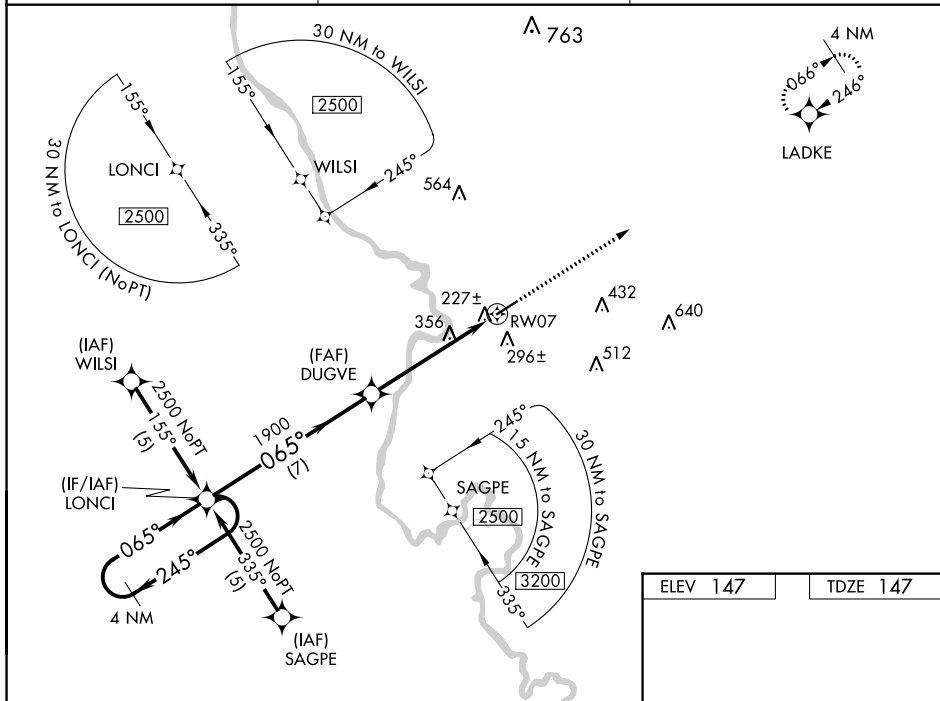 763
4 NM
066°
246°
LADKE
30 NM to WILSI
155°
2500
WILSI
245°
564
155°
LONCI
2500
335°
30 NM to LONCI (NoPT)
227±
356
RW07
296±
432
640
512
(IAF)
WILSI
2500 NoPT
155°
(5)
(FAF)
DUGVE
1900
065°
(7)
(IF/IAF)
LONCI
065°
245°
4 NM
2500 NoPT
335°
(5)
(IAF)
SAGPE
245°
15 NM to SAGPE
30 NM to SAGPE
SAGPE
2500
3200
335°
ELEV 147
TDZE 147